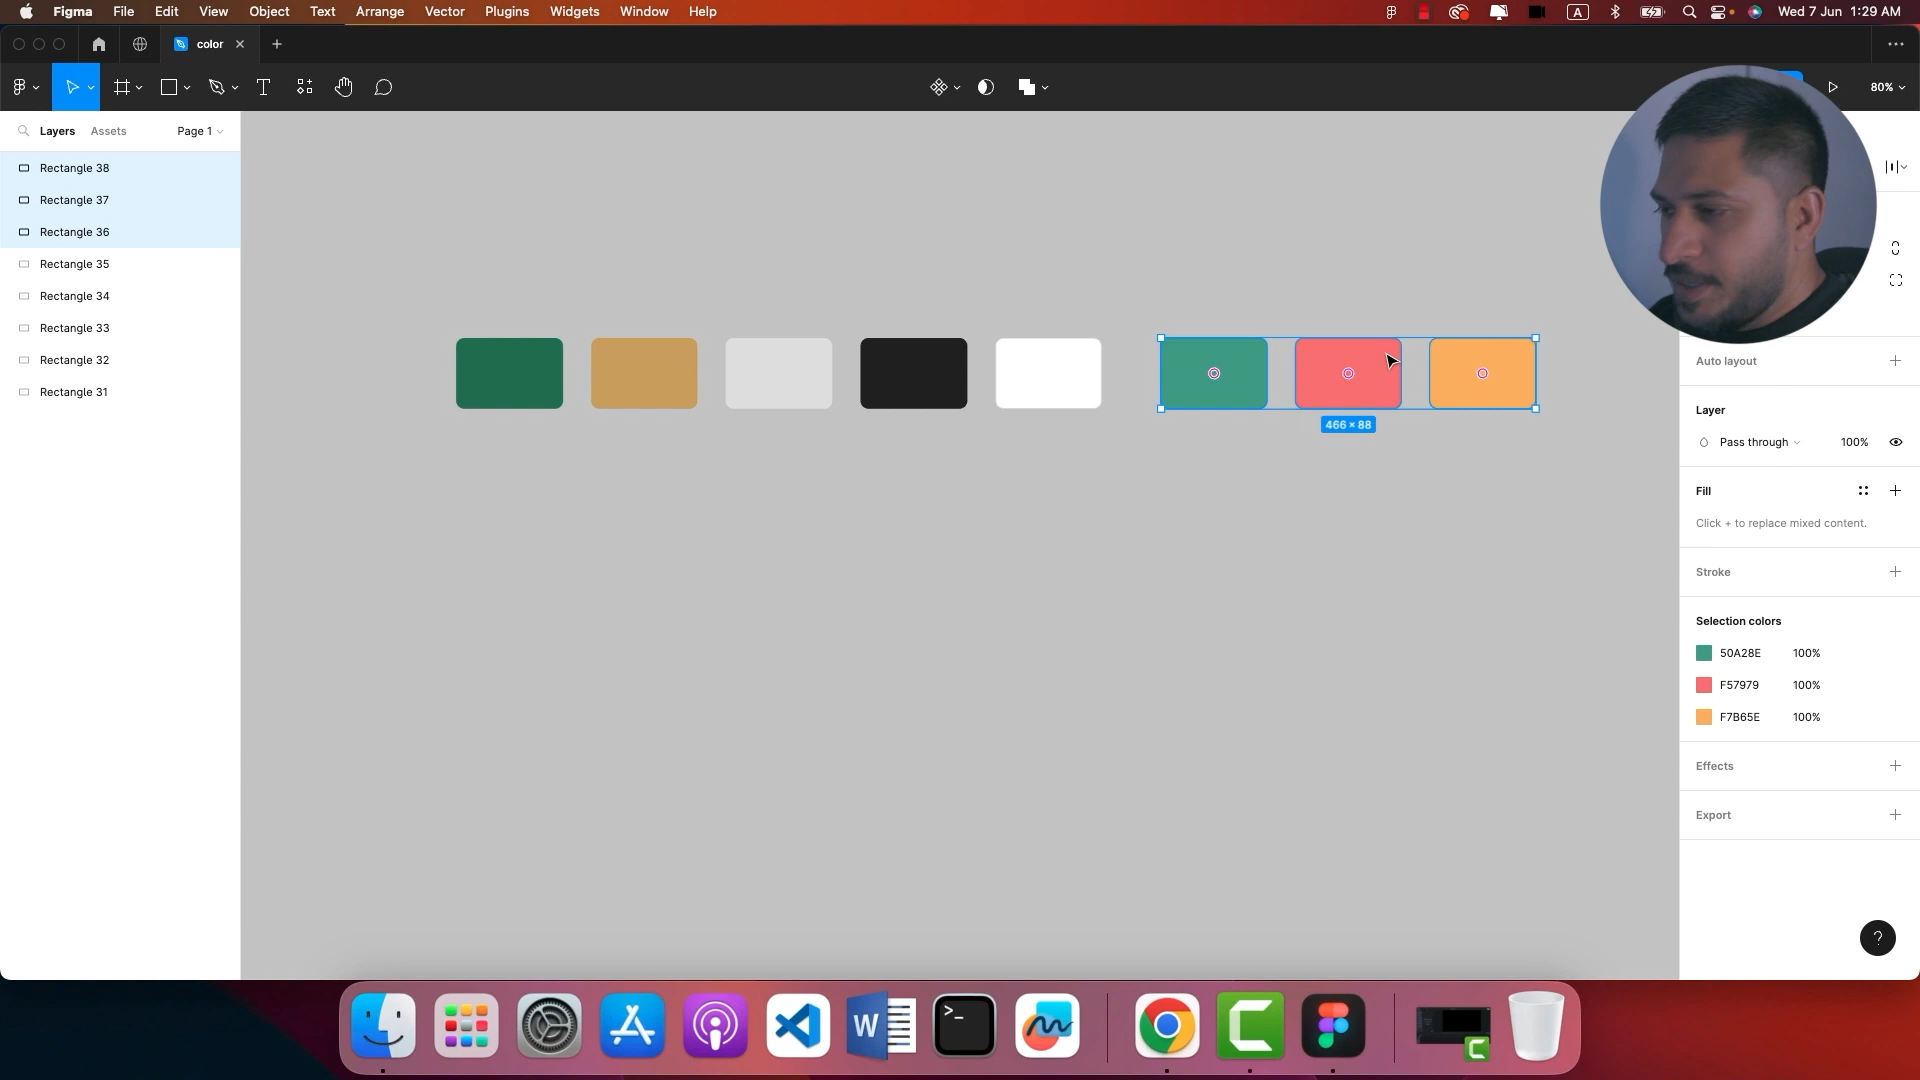 Figma File Edit View Object Text Arrange Vector Plugins Widgets Window Help
A
Wed 7 Jun 1:29 AM
color
80%
Layers Assets Page 1
Rectangle 38
Rectangle 37
Rectangle 36
Rectangle 35
Rectangle 34
Rectangle 33
Rectangle 32
Rectangle 31
466 × 88
Auto layout
Layer
Pass through 100%
Fill
Click + to replace mixed content.
Stroke
Selection colors
50A28E 100%
F57979 100%
F7B65E 100%
Effects
Export
?
W
>_